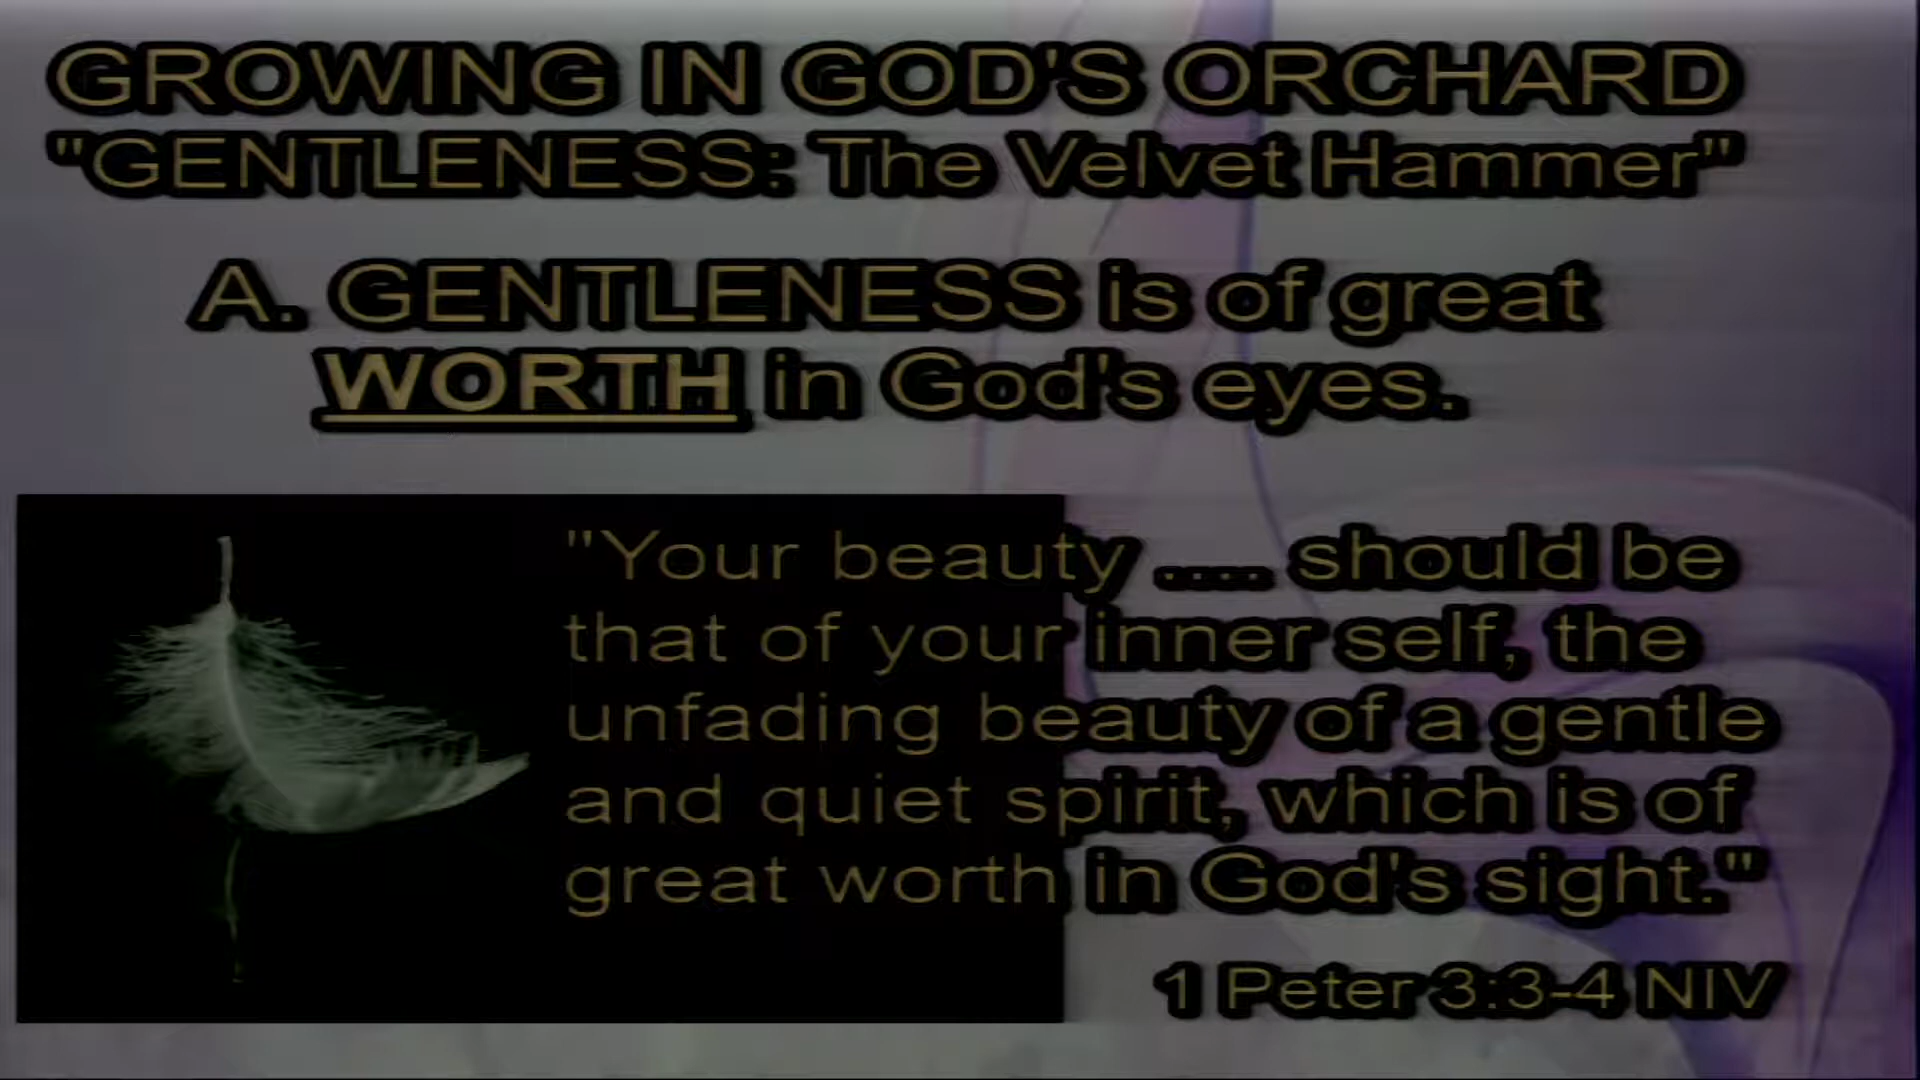 GROWING IN GOD'S ORCHARD
"GENTLENESS: The Velvet Hammer"
A. GENTLENESS is of great
WORTH in God's eyes.
"Your beauty .... should be
that of your inner self, the
unfading beauty of a gentle
and quiet spirit, which is of
great worth in God's sight."
1 Peter 3:3-4 NIV